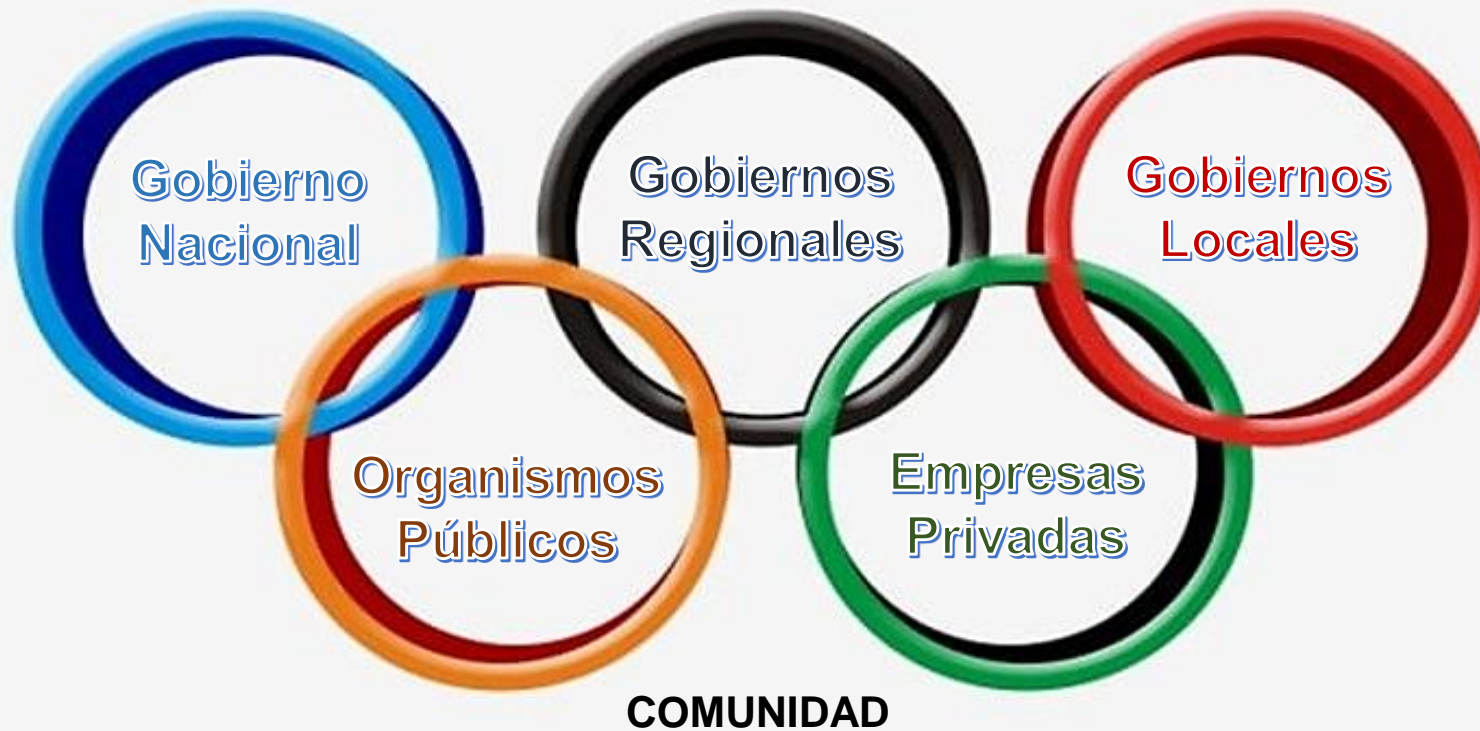 Gobierno
Nacional
Gobiernos
Regionales
Gobiernos
Locales
Organismos
Públicos
Empresas
Privadas
COMUNIDAD